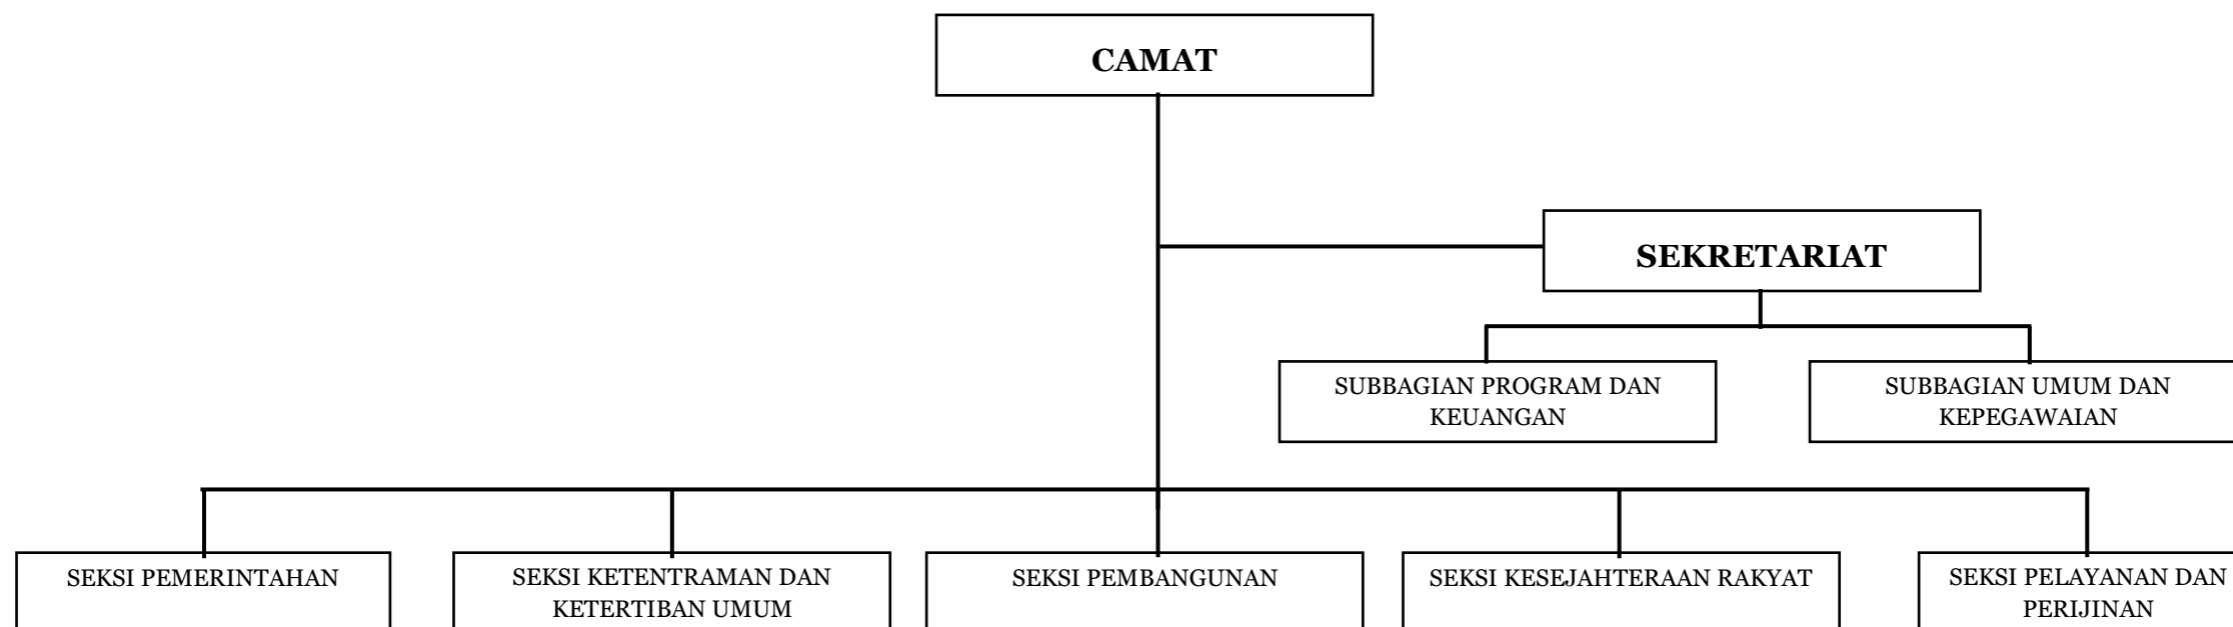 CAMAT
SEKRETARIAT
SUBBAGIAN PROGRAM DAN
KEUANGAN
SUBBAGIAN UMUM DAN
KEPEGAWAIAN
SEKSI PEMERINTAHAN
SEKSI KETENTRAMAN DAN
KETERTIBAN UMUM
SEKSI PEMBANGUNAN
SEKSI KESEJAHTERAAN RAKYAT
SEKSI PELAYANAN DAN
PERIJINAN